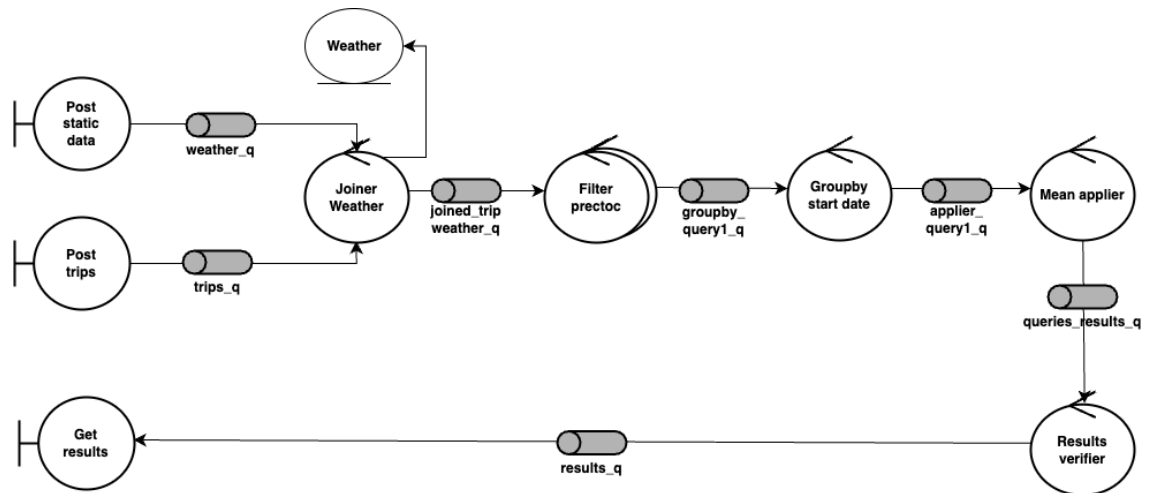 Weather
Post
static
data
weather_q
Joiner
Weather
joined_trip
weather_q
Filter
prectoc
groupby_
query1_q
Groupby
start date
applier_
query1_q
Mean applier
Post
trips
trips_q
queries_results_q
Get
results
results_q
Results
verifier